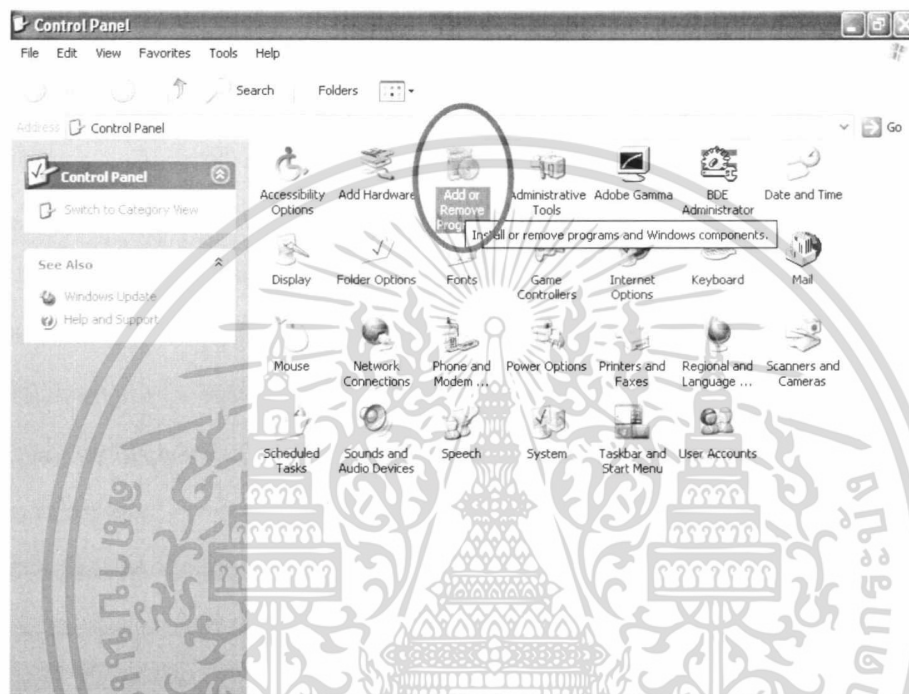 Control Panel
File Edit View Favorites Tools Help
Search Folders
Address Control Panel Go
Control Panel
Switch to Category View
See Also
Windows Update
Help and Support
Accessibility Options
Add Hardware
Add or Remove
Administrative Tools
Adobe Gamma
BDE Administrator
Date and Time
Install or remove programs and Windows components.
Display
Folder Options
Fonts
Game Controllers
Internet Options
Keyboard
Mail
Mouse
Network Connections
Phone and Modem ...
Power Options
Printers and Faxes
Regional and Language ...
Scanners and Cameras
Scheduled Tasks
Sounds and Audio Devices
Speech
System
Taskbar and Start Menu
User Accounts